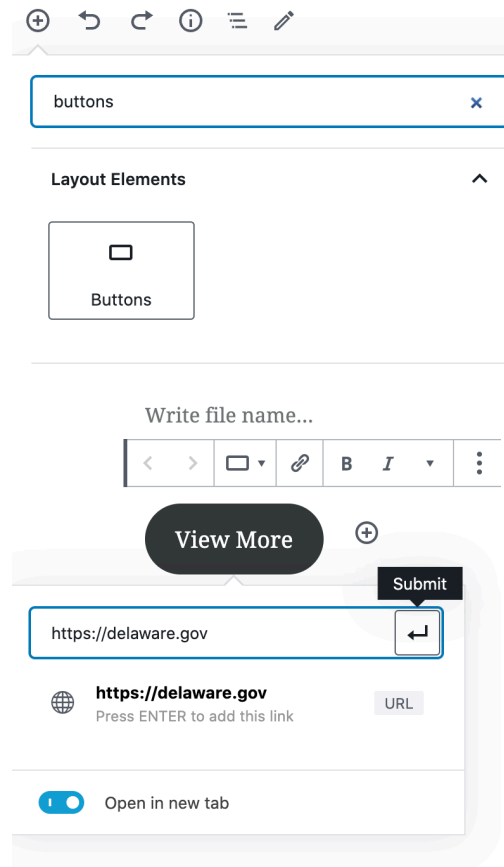 buttons
Layout Elements
Buttons
Write file name...
B I
View More
Submit
https://delaware.gov
https://delaware.gov
URL
Press ENTER to add this link
Open in new tab